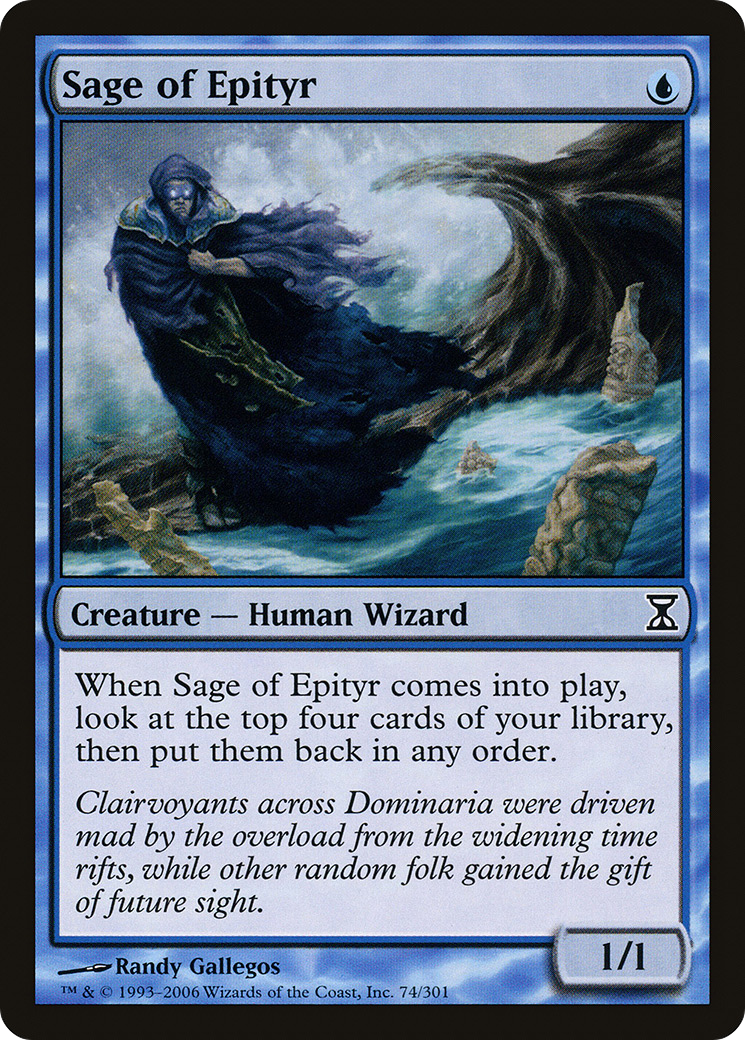 Sage of Epityr
Creature — Human Wizard
When Sage of Epityr comes into play,
look at the top four cards of your library,
then put them back in any order.
Clairvoyants across Dominaria were driven
mad by the overload from the widening time
rifts, while other random folk gained the gift
of future sight.
1/1
Randy Gallegos
™ & © 1993–2006 Wizards of the Coast, Inc. 74/301